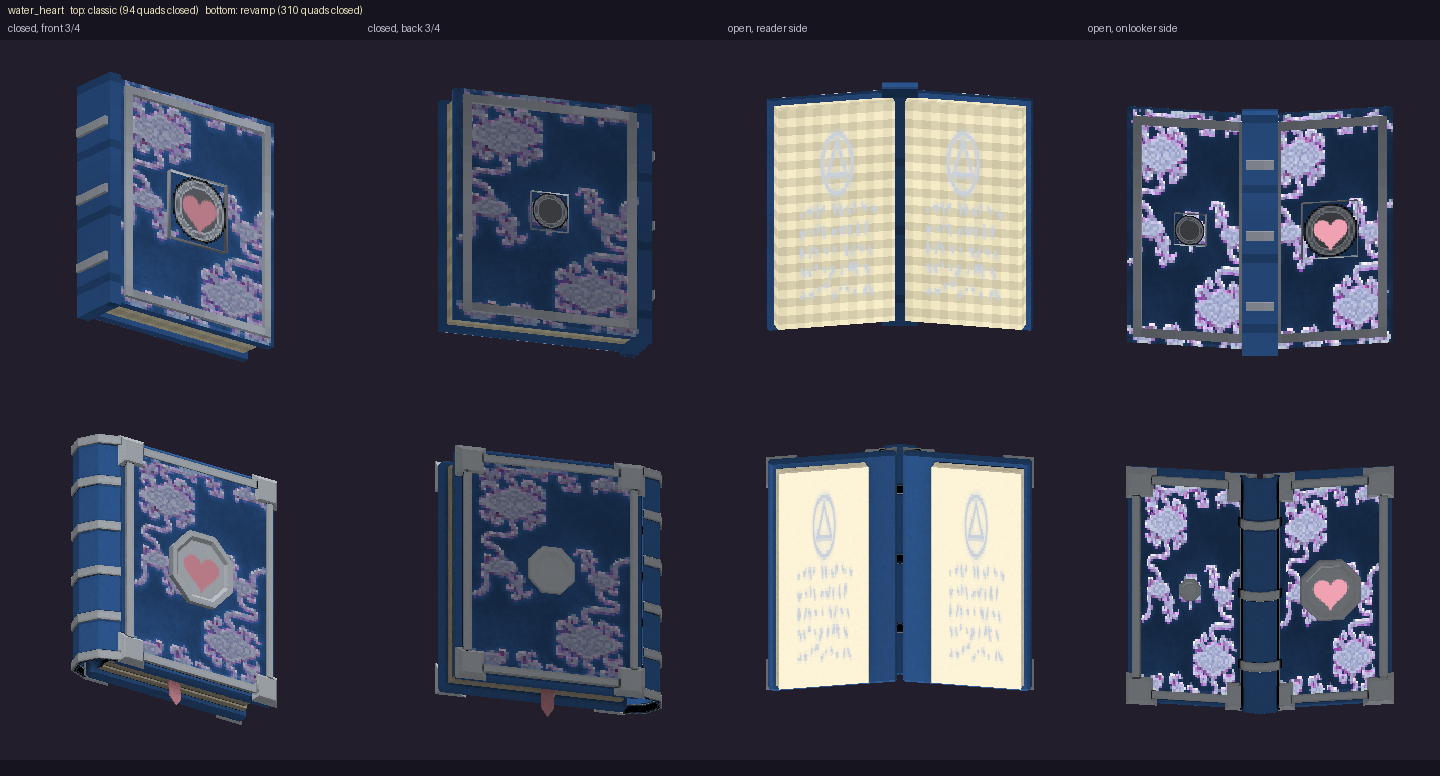 water_heart  top: classic (94 quads closed)  bottom: revamp (310 quads closed)
closed, front 3/4
closed, back 3/4
open, reader side
open, onlooker side